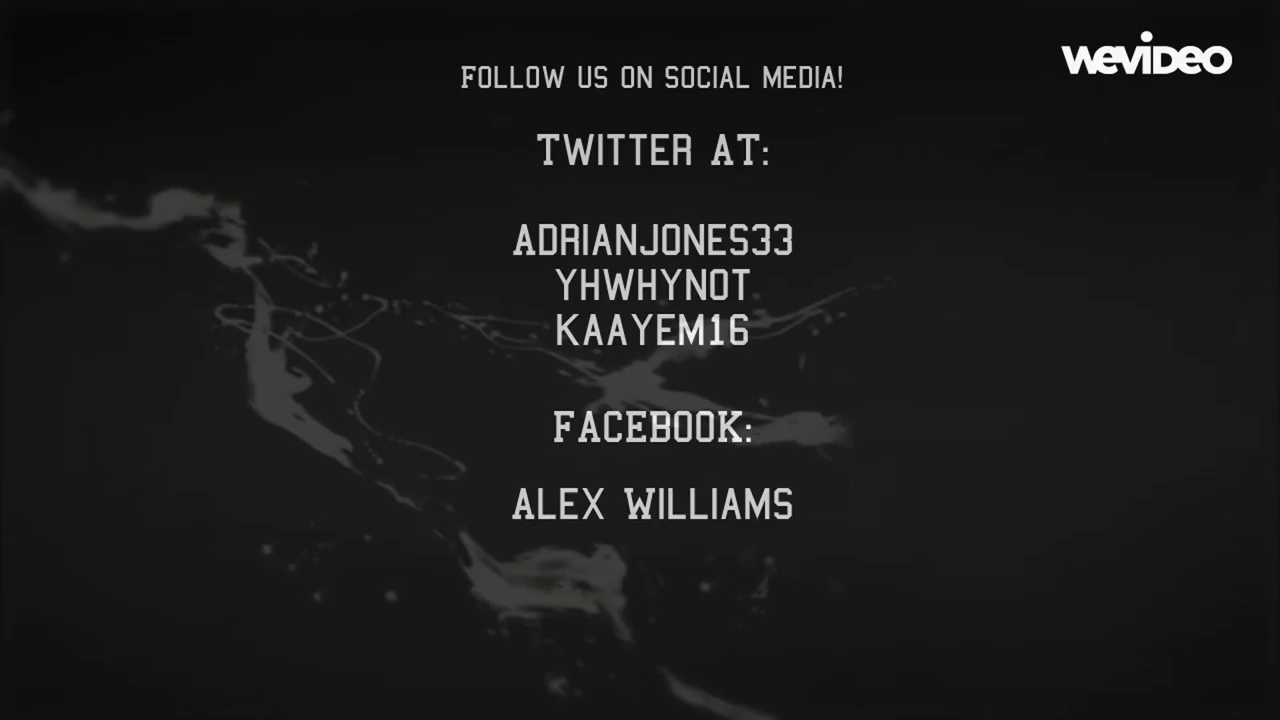 wevideo
FOLLOW US ON SOCIAL MEDIA!
TWITTER AT:
ADRIANJONES33
YHWHYNOT
KAAYEM16
FACEBOOK:
ALEX WILLIAMS